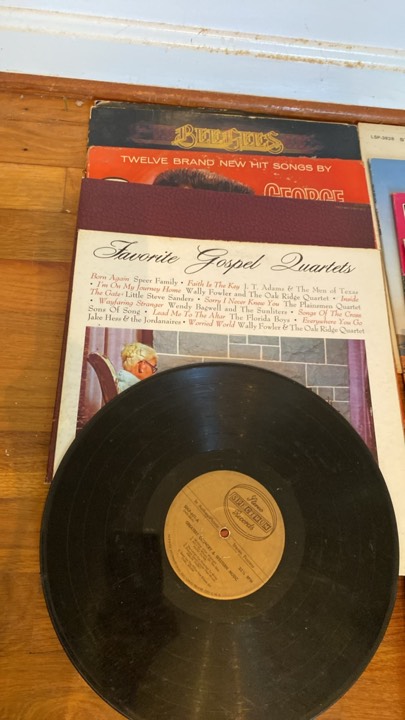 BEE GEES
LSP-3828
TWELVE BRAND NEW HIT SONGS BY
GEORGE
Favorite Gospel Quartets
Born Again Speer Family • Faith Is The Key J. T. Adams & The Men of Texas
• I'm On My Journey Home Wally Fowler and The Oak Ridge Quartet • Inside
The Gate Little Steve Sanders • Sorry I Never Knew You The Plainsmen Quartet
• Wayfaring Stranger Wendy Bagwell and The Sunliters • Songs Of The Cross
Sons Of Song • Lead Me To The Altar The Florida Boys • Everywhere You Go
Jake Hess & the Jordanaires • Worried World Wally Fowler & The Oak Ridge Quartet
Stereo
SPECTRUM
Records